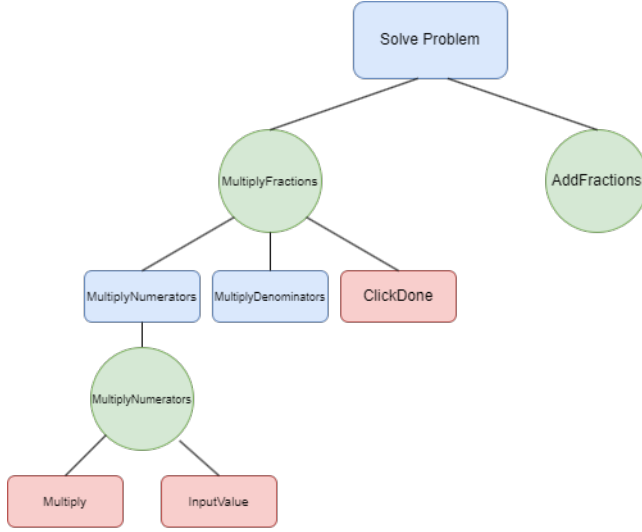 Solve Problem
MultiplyFractions
AddFractions
MultiplyNumerators
MultiplyDenominators
ClickDone
MultiplyNumerators
Multiply
InputValue